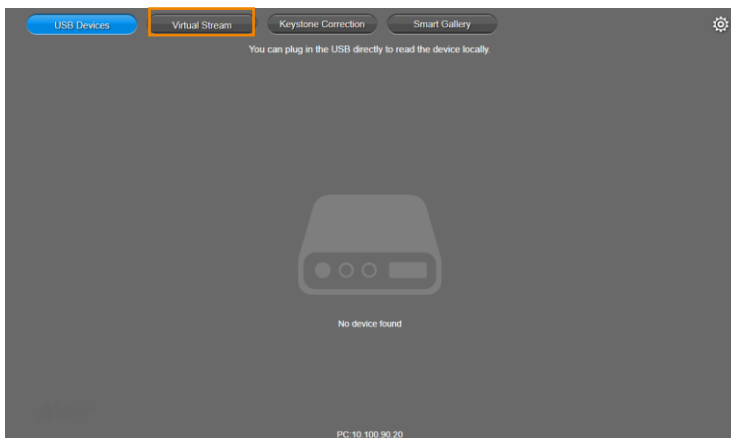 USB Devices Virtual Stream Keystone Correction Smart Gallery
You can plug in the USB directly to read the device locally.
No device found
PC:10.100.90.20